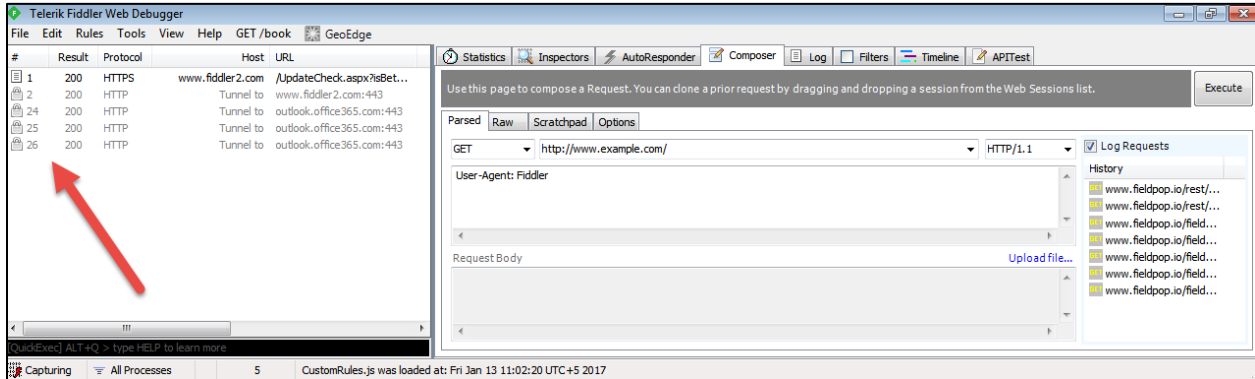 Telerik Fiddler Web Debugger
File Edit Rules Tools View Help GET /book GeoEdge
# Result Protocol Host URL
1 200 HTTPS www.fiddler2.com /UpdateCheck.aspx?isBet...
2 200 HTTP Tunnel to www.fiddler2.com:443
24 200 HTTP Tunnel to outlook.office365.com:443
25 200 HTTP Tunnel to outlook.office365.com:443
26 200 HTTP Tunnel to outlook.office365.com:443
[QuickExec] ALT+Q > type HELP to learn more
Statistics Inspectors AutoResponder Composer Log Filters Timeline APITest
Use this page to compose a Request. You can clone a prior request by dragging and dropping a session from the Web Sessions list. Execute
Parsed Raw Scratchpad Options
GET http://www.example.com/ HTTP/1.1
User-Agent: Fiddler
Request Body Upload file...
Log Requests
History
GET www.fieldpop.io/rest/...
GET www.fieldpop.io/rest/...
GET www.fieldpop.io/field...
GET www.fieldpop.io/field...
GET www.fieldpop.io/field...
GET www.fieldpop.io/field...
GET www.fieldpop.io/field...
Capturing All Processes 5 CustomRules.js was loaded at: Fri Jan 13 11:02:20 UTC+5 2017